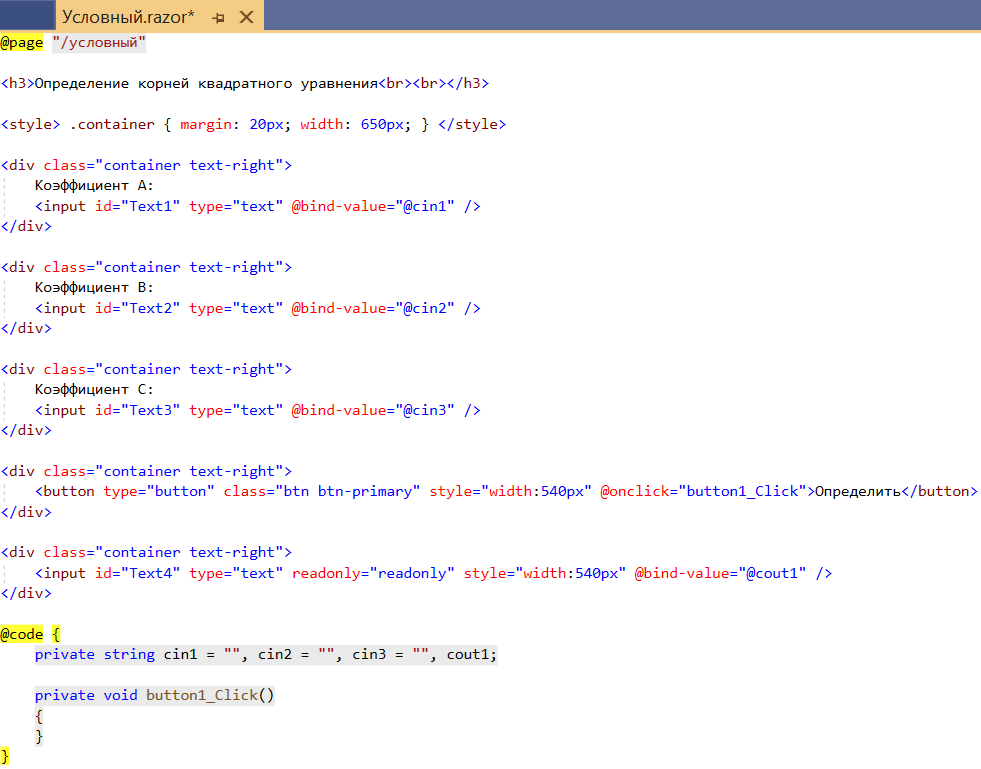 Условный.razor*
@page "/условный"
<h3>Определение корней квадратного уравнения<br><br></h3>
<style> .container { margin: 20px; width: 650px; } </style>
<div class="container text-right">
Коэффициент A:
<input id="Text1" type="text" @bind-value="@cin1" />
</div>
<div class="container text-right">
Коэффициент B:
<input id="Text2" type="text" @bind-value="@cin2" />
</div>
<div class="container text-right">
Коэффициент C:
<input id="Text3" type="text" @bind-value="@cin3" />
</div>
<div class="container text-right">
<button type="button" class="btn btn-primary" style="width:540px" @onclick="button1_Click">Определить</button>
</div>
<div class="container text-right">
<input id="Text4" type="text" readonly="readonly" style="width:540px" @bind-value="@cout1" />
</div>
@code {
private string cin1 = "", cin2 = "", cin3 = "", cout1;
private void button1_Click()
{
}
}